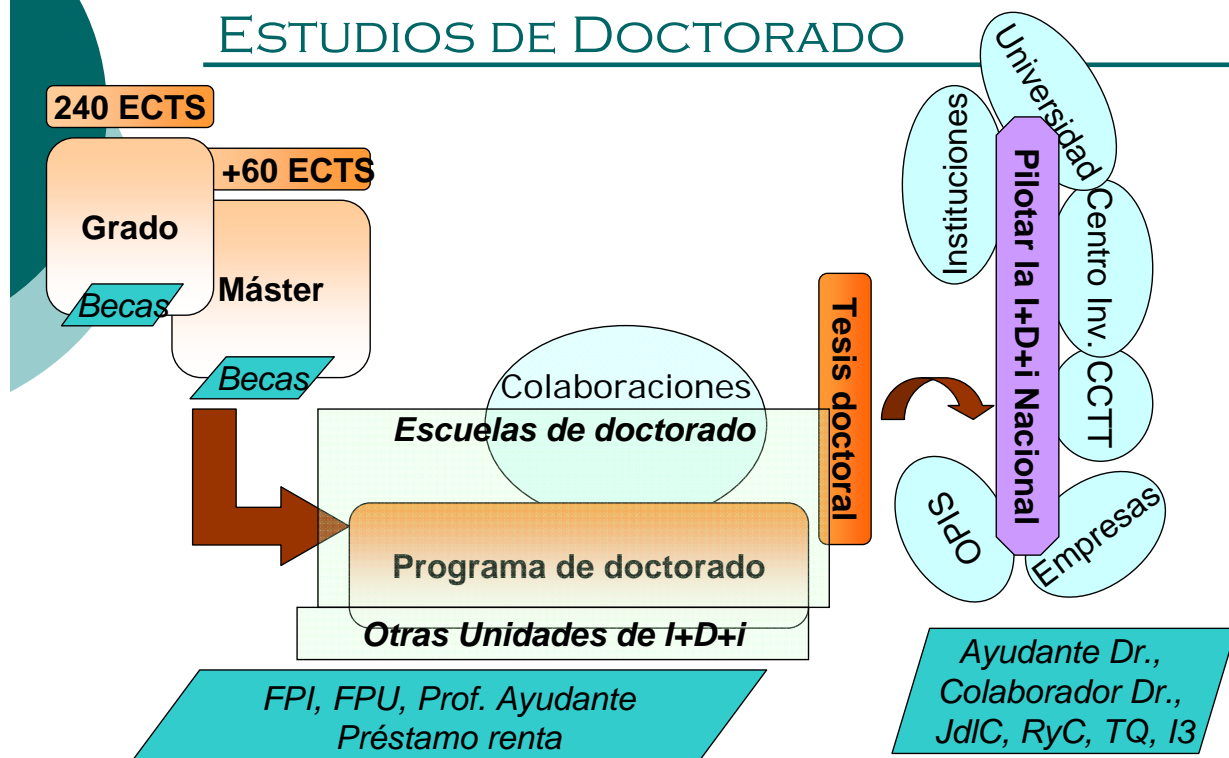 ESTUDIOS DE DOCTORADO
240 ECTS
+60 ECTS
Grado
Becas
Máster
Becas
Colaboraciones
Escuelas de doctorado
Programa de doctorado
Otras Unidades de I+D+i
FPI, FPU, Prof. Ayudante
Préstamo renta
Tesis doctoral
Instituciones
Universidad
Pilotar la I+D+i Nacional
Centro Inv.
CCTT
OPIS
Empresas
Ayudante Dr.,
Colaborador Dr.,
JdlC, RyC, TQ, I3